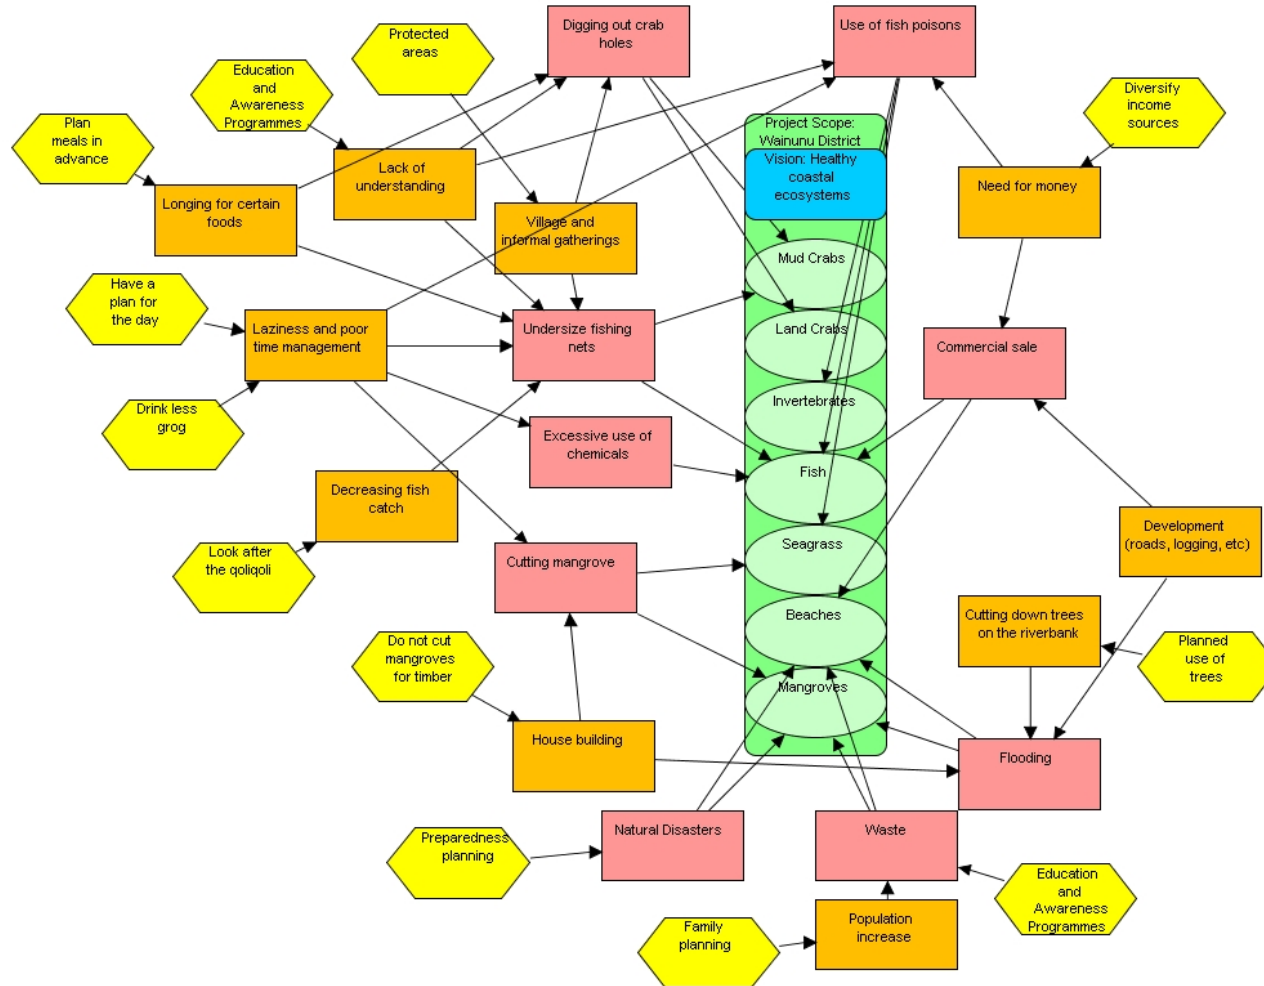 Digging out crab
holes
Use of fish poisons
Protected
areas
Education
and
Awareness
Programmes
Diversify
income
sources
Plan
meals in
advance
Project Scope:
Wainunu District
Vision: Healthy
coastal
ecosystems
Lack of
understanding
Need for money
Longing for certain
foods
Village and
informal gatherings
Mud Crabs
Have a
plan for
the day
Laziness and poor
time management
Undersize fishing
nets
Land Crabs
Commercial sale
Drink less
grog
Invertebrates
Excessive use of
chemicals
Fish
Decreasing fish
catch
Development
(roads, logging, etc)
Look after
the qoliqoli
Cutting mangrove
Seagrass
Beaches
Cutting down trees
on the riverbank
Do not cut
mangroves
for timber
Planned
use of
trees
Mangroves
House building
Flooding
Natural Disasters
Waste
Preparedness
planning
Education
and
Awareness
Programmes
Population
increase
Family
planning